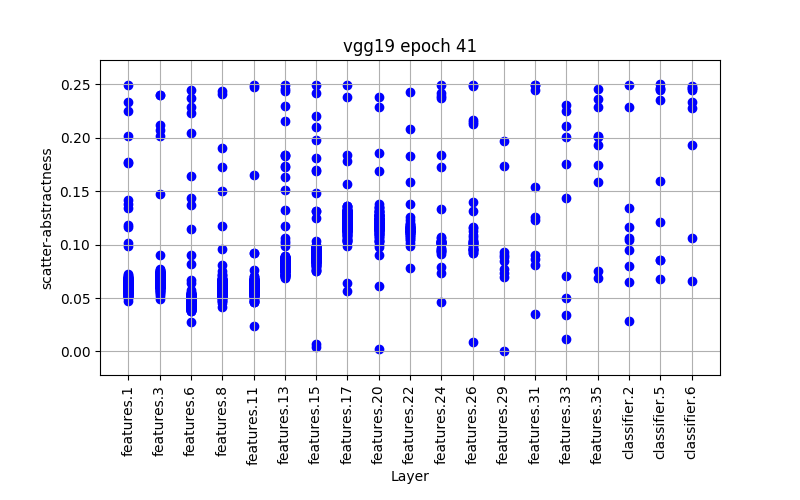 vgg19 epoch 41
scatter-abstractness
0.25
0.20
0.15
0.10
0.05
0.00
features.1
features.3
features.6
features.8
features.11
features.13
features.15
features.17
features.20
features.22
features.24
features.26
features.29
features.31
features.33
features.35
classifier.2
classifier.5
classifier.6
Layer